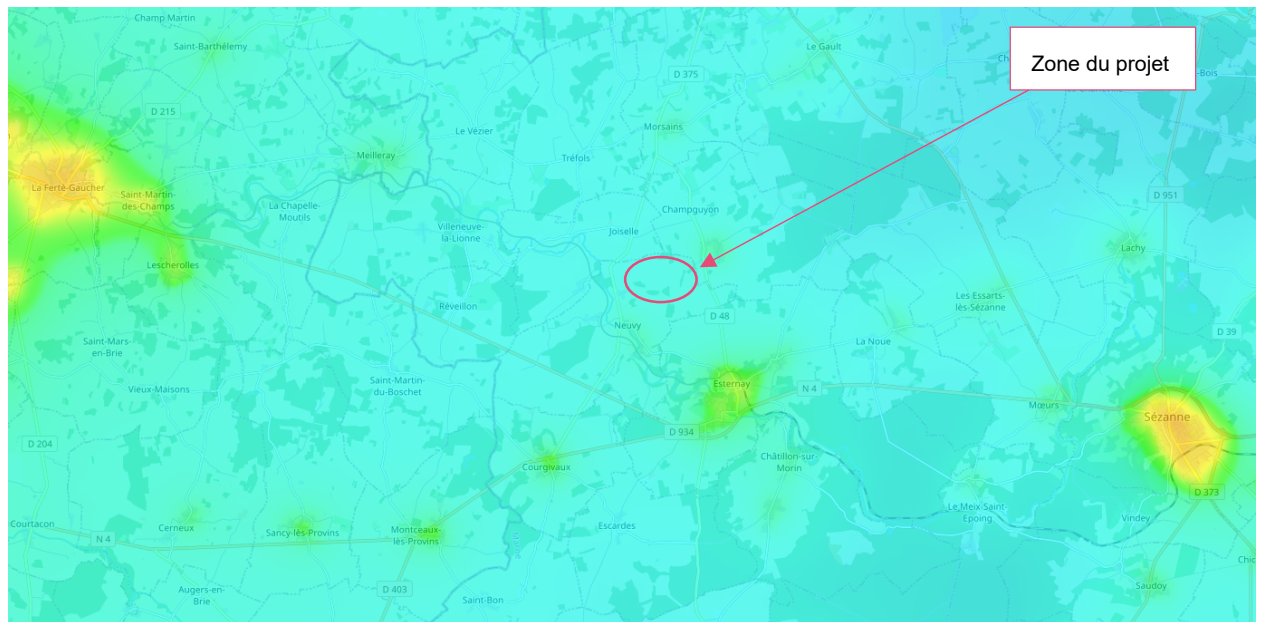 Champ Martin
Saint-Barthélemy
Le Gault
Zone du projet
D 375
Bois
D 215
Le Vézier
Morsains
Meilleray
Tréfols
La Ferté-Gaucher
Saint-Martin-
des-Champs
La Chapelle-
Moutils
Champguyon
D 951
Villeneuve-
la-Lionne
Joiselle
Lachy
Lescherolles
Les Essarts-
lès-Sézanne
Réveillon
D 48
Neuvy
D 39
Saint-Mars-
en-Brie
La Noue
Vieux-Maisons
Saint-Martin-
du-Boschet
Esternay
N 4
Mœurs
Sézanne
D 204
D 934
Courgivaux
Châtillon-sur-
Morin
D 373
Le Meix-Saint-
Epoing
Vindey
Courtacon
N 4
Cerneux
Sancy-lès-Provins
Montceaux-
lès-Provins
Escardes
Augers-en-
Brie
D 403
Saint-Bon
Saudoy